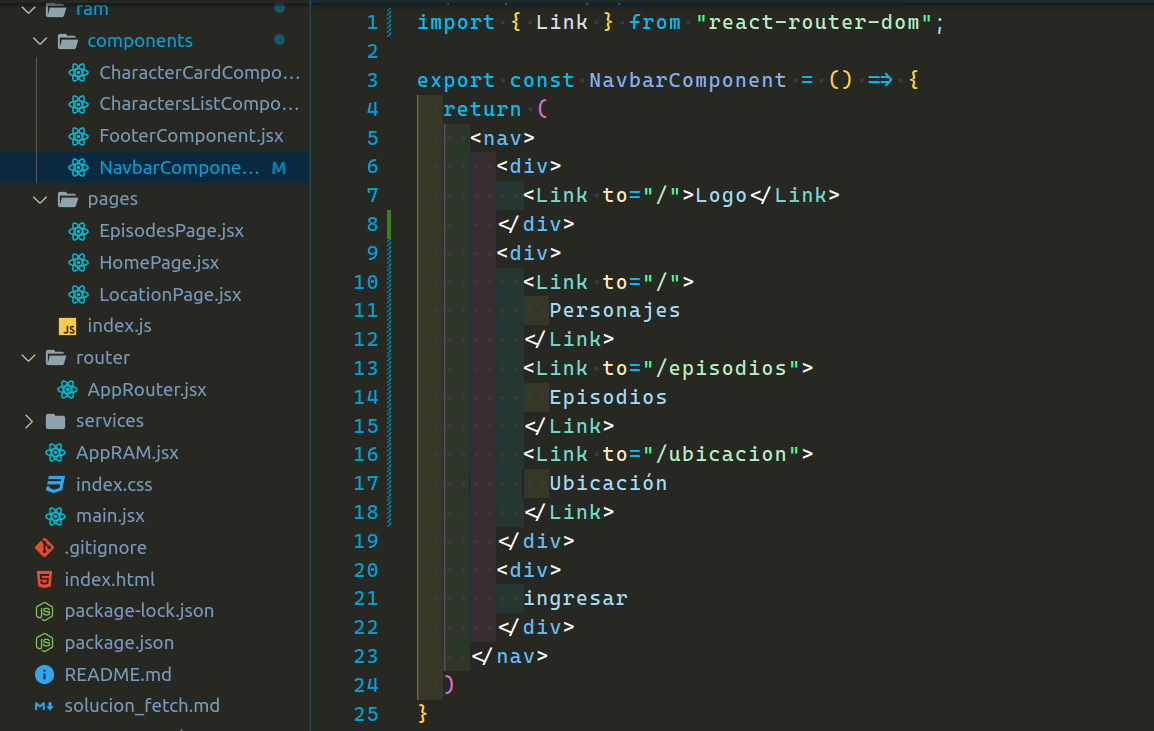 ram
components
CharacterCardCompo...
CharactersListCompo...
FooterComponent.jsx
NavbarCompone... M
pages
EpisodesPage.jsx
HomePage.jsx
LocationPage.jsx
JS index.js
router
AppRouter.jsx
services
AppRAM.jsx
index.css
main.jsx
.gitignore
index.html
package-lock.json
package.json
README.md
solucion_fetch.md
1 import { Link } from "react-router-dom";
2
3 export const NavbarComponent = () => {
4 return (
5 <nav>
6 <div>
7 <Link to="/">Logo</Link>
8 </div>
9 <div>
10 <Link to="/">
11 Personajes
12 </Link>
13 <Link to="/episodios">
14 Episodios
15 </Link>
16 <Link to="/ubicacion">
17 Ubicación
18 </Link>
19 </div>
20 <div>
21 ingresar
22 </div>
23 </nav>
24 )
25 }